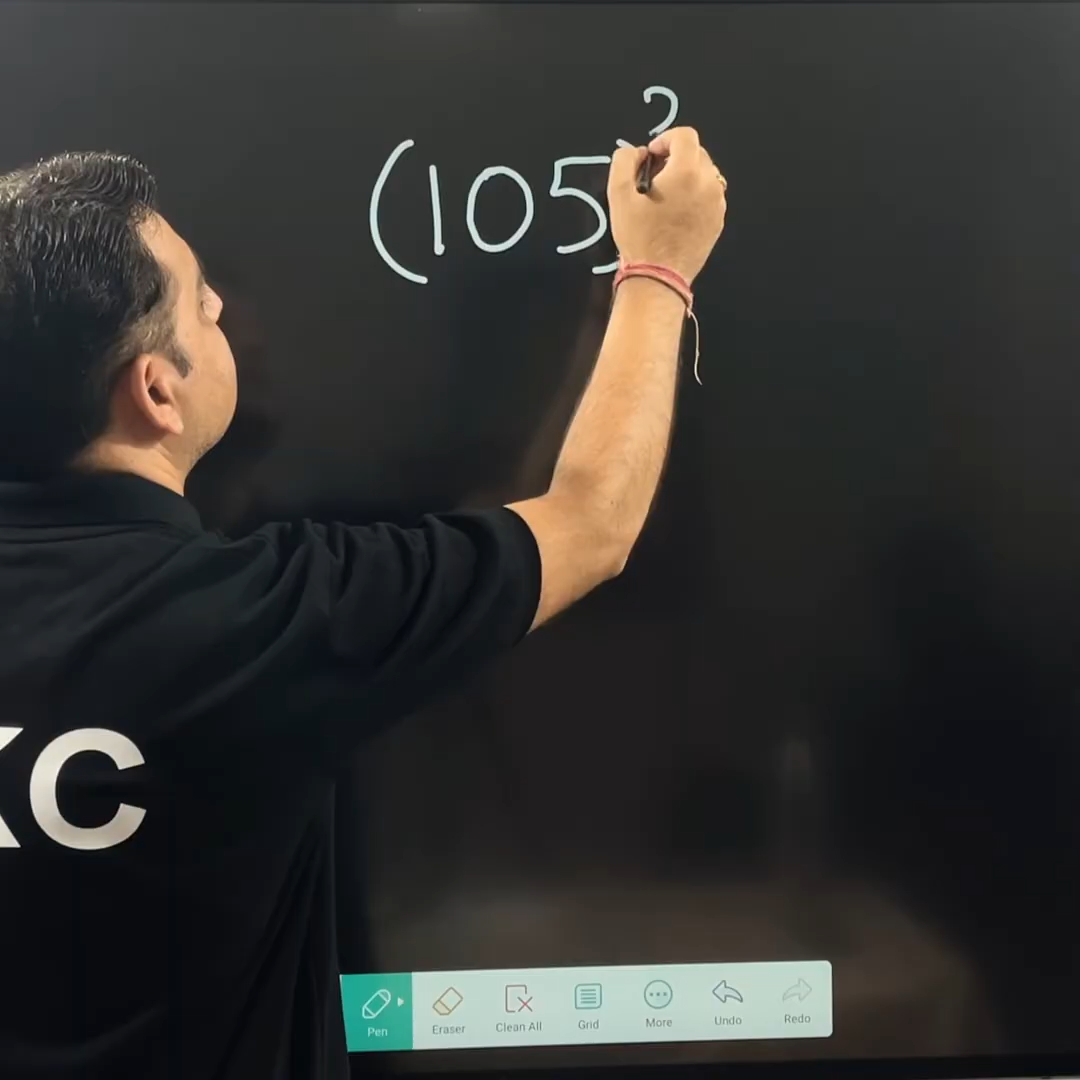 (105)²
KC
Pen
Eraser
Clean All
Grid
More
Undo
Redo